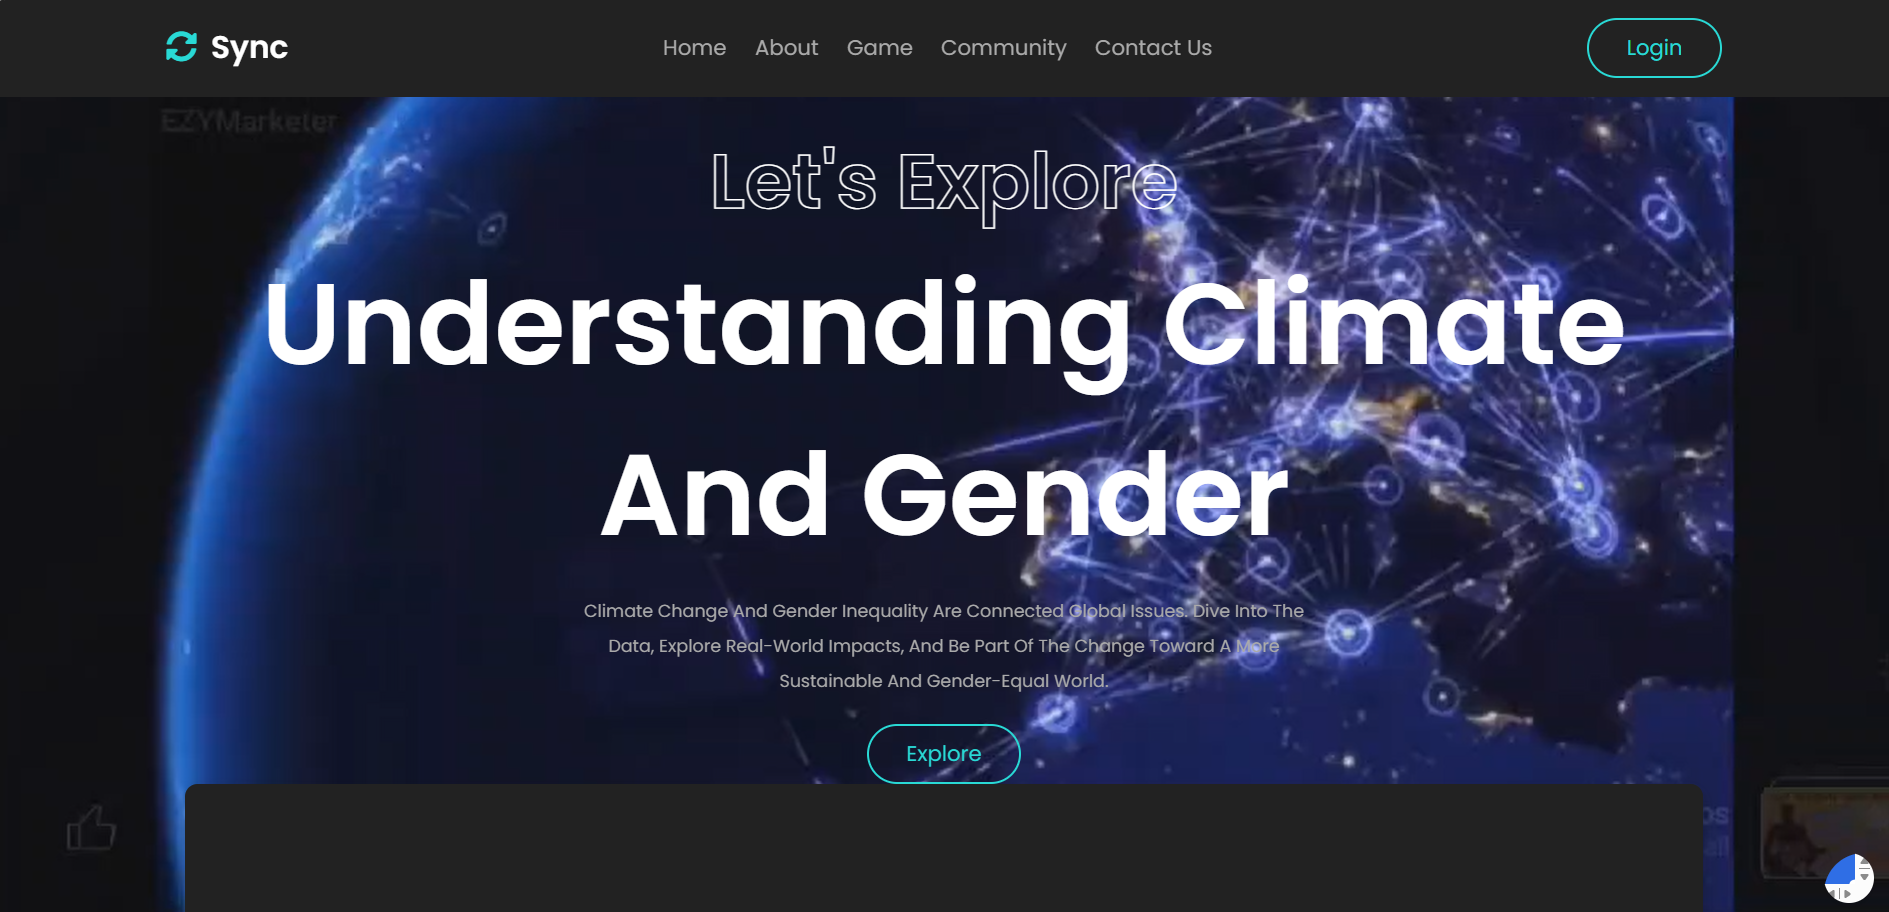 Sync
Home About Game Community Contact Us
Login
EZYMarketer
Let's Explore
Understanding Climate
And Gender
Climate Change And Gender Inequality Are Connected Global Issues. Dive Into The
Data, Explore Real-World Impacts, And Be Part Of The Change Toward A More
Sustainable And Gender-Equal World.
Explore